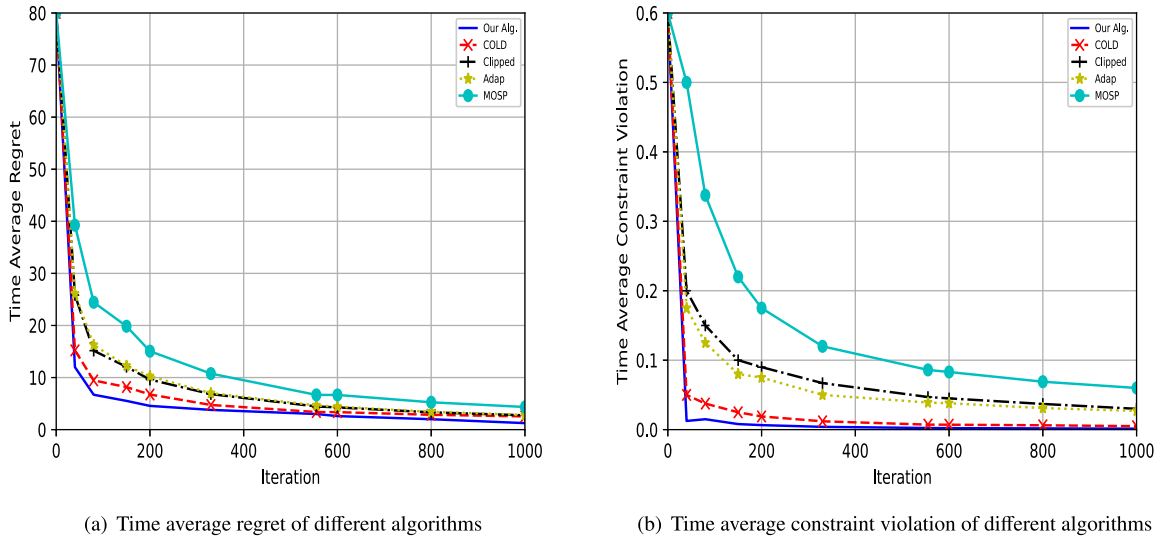 80
70
60
50
40
30
20
10
0
Time Average Regret
0
200
400
600
800
1000
Iteration
Our Alg.
COLD
Clipped
Adap
MOSP
(a) Time average regret of different algorithms
0.6
0.5
0.4
0.3
0.2
0.1
0.0
Time Average Constraint Violation
0
200
400
600
800
1000
Iteration
Our Alg.
COLD
Clipped
Adap
MOSP
(b) Time average constraint violation of different algorithms